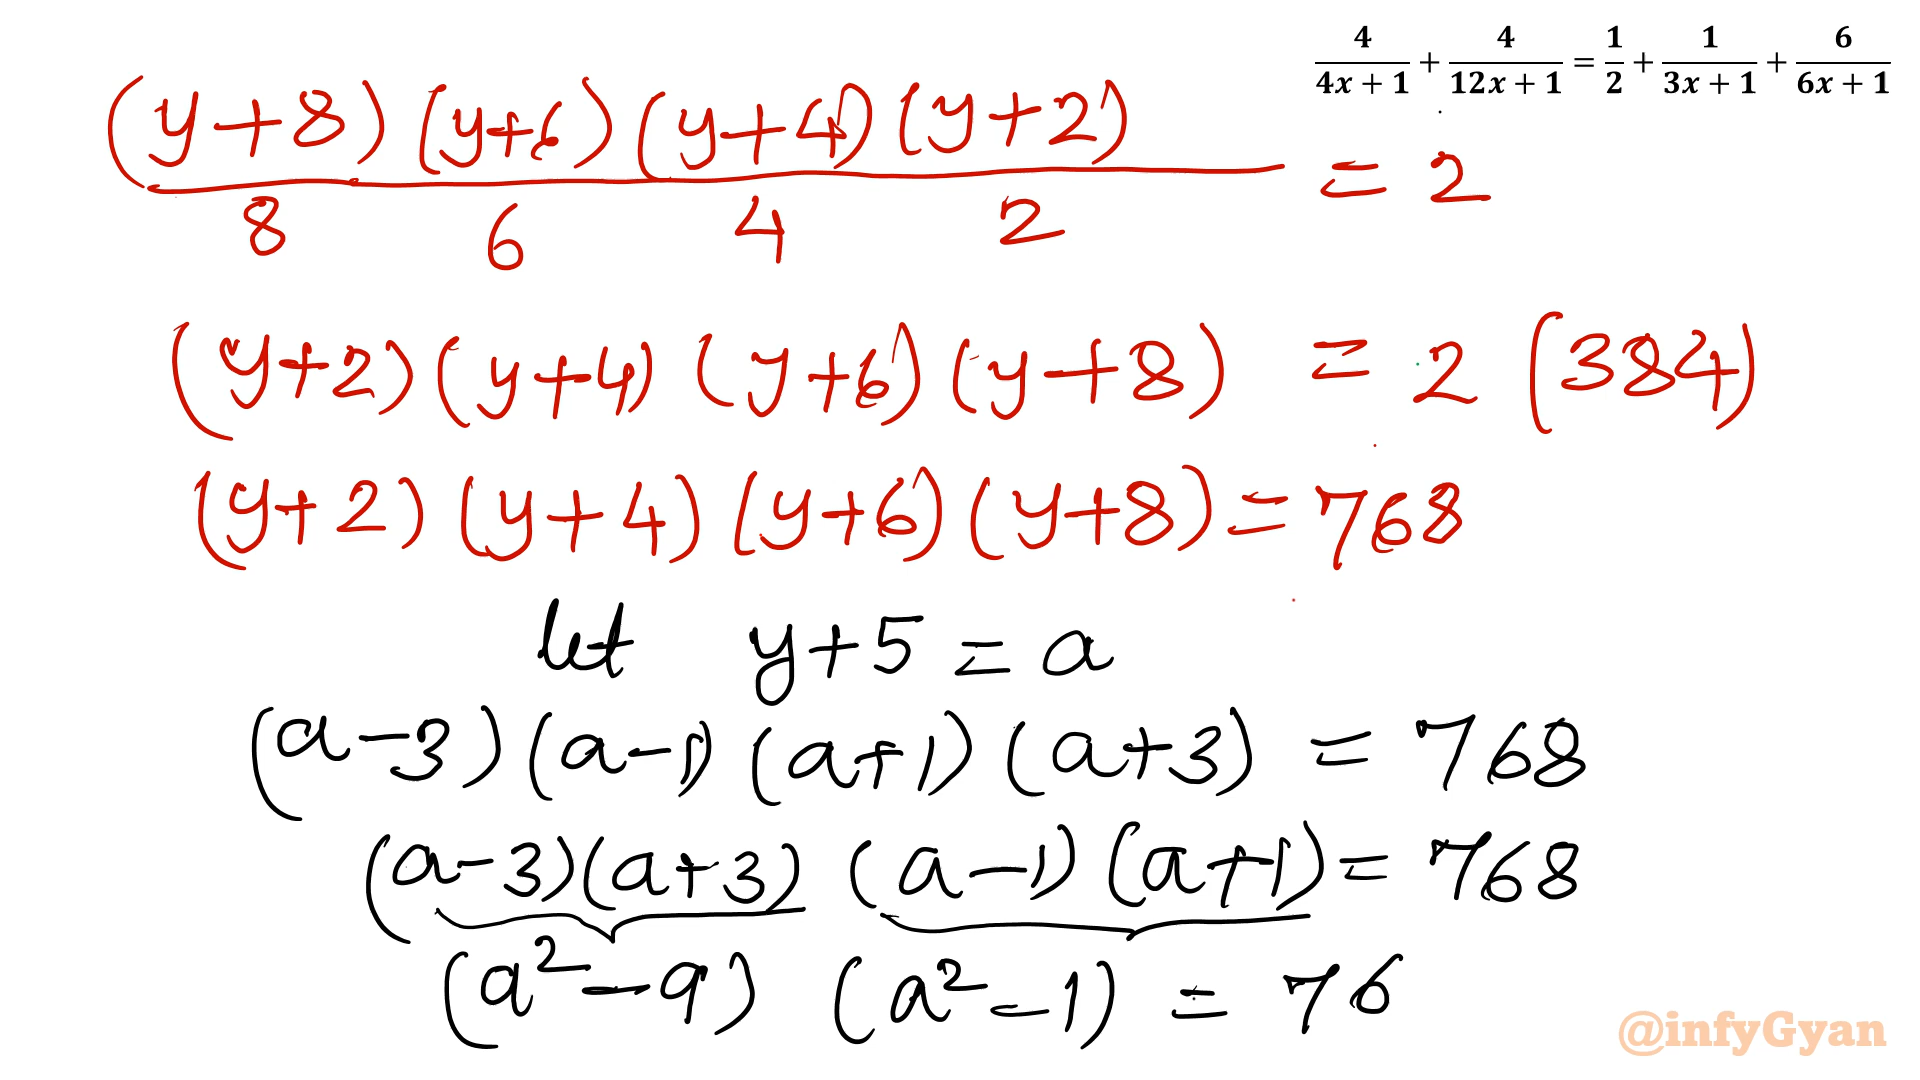 4/(4x + 1) + 4/(12x + 1) = 1/2 + 1/(3x + 1) + 6/(6x + 1)
(y+8) (y+6) (y+4) (y+2)
= 2
8 6 4 2
(y+2) (y+4) (y+6) (y+8) = 2 (384)
(y+2) (y+4) (y+6) (y+8) = 768
let y+5 = a
(a-3) (a-1) (a+1) (a+3) = 768
(a-3)(a+3) (a-1) (a+1) = 768
(a²-9) (a²-1) = 76
@infyGyan